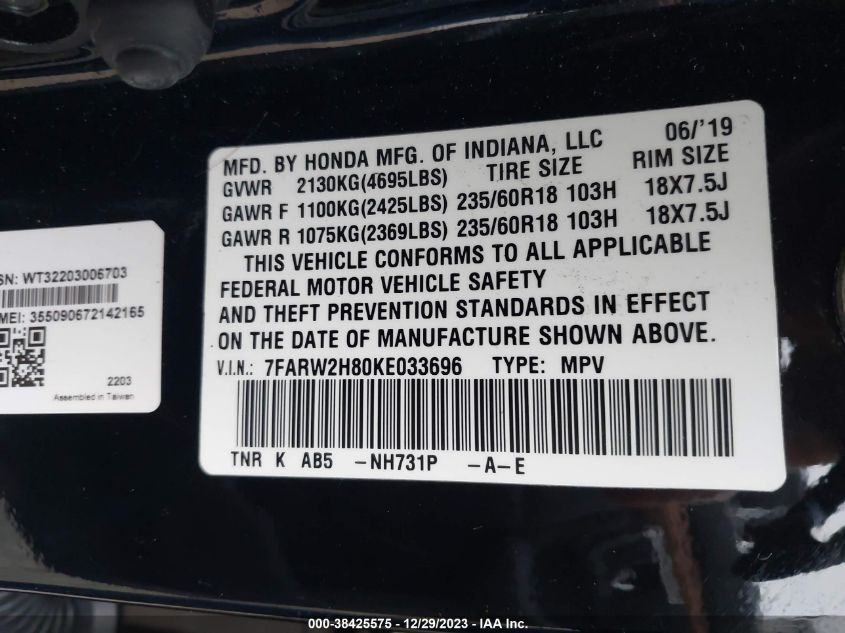 MFD. BY HONDA MFG. OF INDIANA, LLC 06/'19
GVWR 2130KG(4695LBS) TIRE SIZE RIM SIZE
GAWR F 1100KG(2425LBS) 235/60R18 103H 18X7.5J
GAWR R 1075KG(2369LBS) 235/60R18 103H 18X7.5J
THIS VEHICLE CONFORMS TO ALL APPLICABLE
FEDERAL MOTOR VEHICLE SAFETY
AND THEFT PREVENTION STANDARDS IN EFFECT
ON THE DATE OF MANUFACTURE SHOWN ABOVE.
V.I.N.: 7FARW2H80KE033696 TYPE: MPV
TNR K AB5 -NH731P -A-E
SN: WT32203006703
MEI: 355090672142165
2203
Assembled in Taiwan
000-38425575 - 12/29/2023 - IAA Inc.